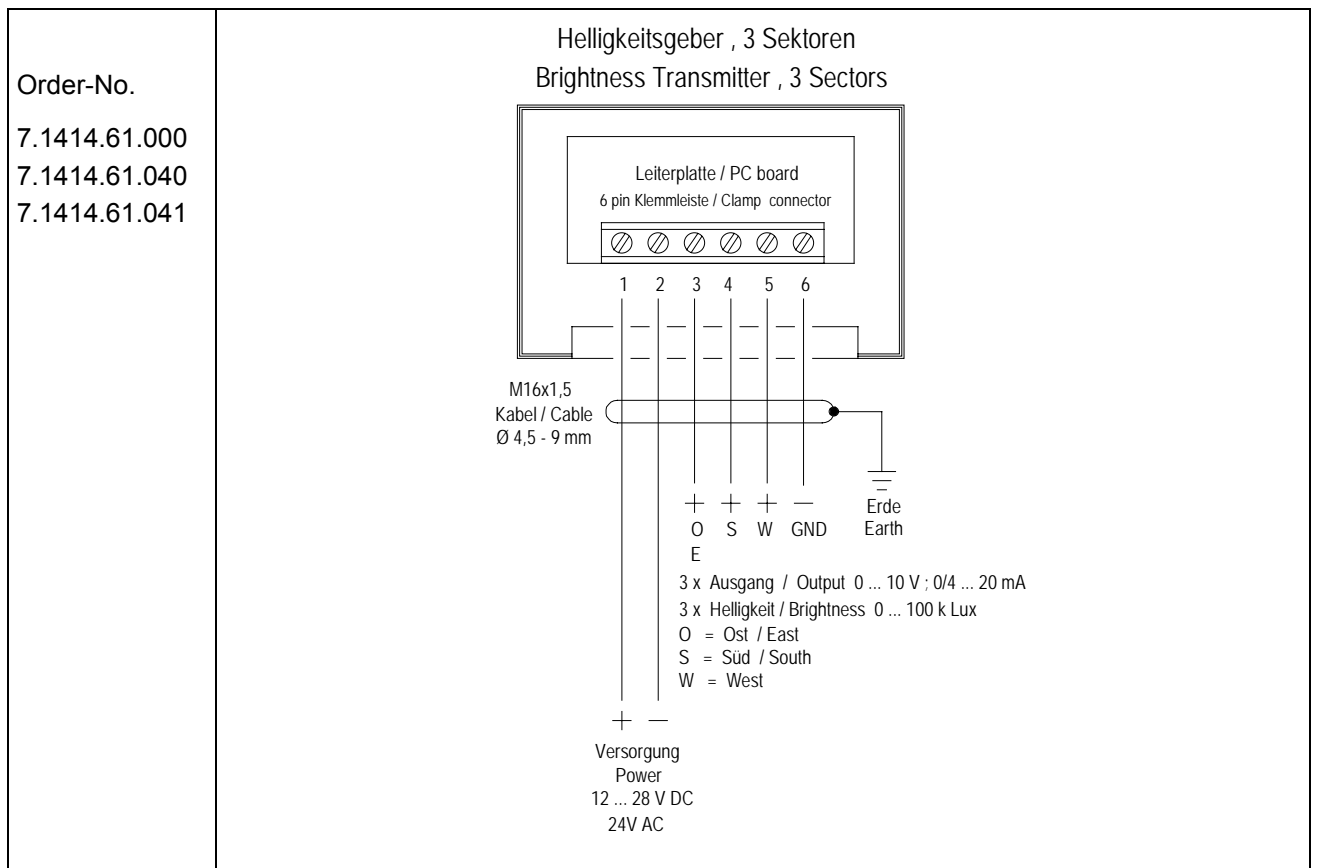 Order-No.
7.1414.61.000
7.1414.61.040
7.1414.61.041
Helligkeitsgeber , 3 Sektoren
Brightness Transmitter , 3 Sectors
Leiterplatte / PC board
6 pin Klemmleiste / Clamp connector
1 2 3 4 5 6
M16x1,5
Kabel / Cable
Ø 4,5 - 9 mm
+ + + −
O S W GND
E
Erde
Earth
3 x Ausgang / Output 0 ... 10 V ; 0/4 ... 20 mA
3 x Helligkeit / Brightness 0 ... 100 k Lux
O = Ost / East
S = Süd / South
W = West
+ −
Versorgung
Power
12 ... 28 V DC
24V AC